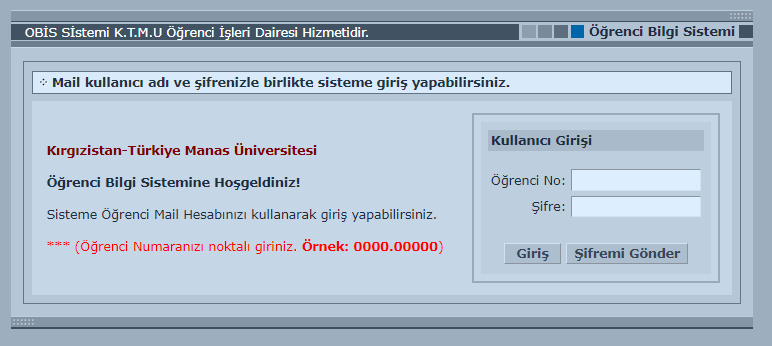 OBİS Sİstemi K.T.M.U Öğrenci İşleri Dairesi Hizmetidir.
Öğrenci Bilgi Sistemi
Mail kullanıcı adı ve şifrenizle birlikte sisteme giriş yapabilirsiniz.
Kırgızistan-Türkiye Manas Üniversitesi
Öğrenci Bilgi Sistemine Hoşgeldiniz!
Sisteme Öğrenci Mail Hesabınızı kullanarak giriş yapabilirsiniz.
*** (Öğrenci Numaranızı noktalı giriniz. Örnek: 0000.00000)
Kullanıcı Girişi
Öğrenci No:
Şifre:
Giriş Şifremi Gönder